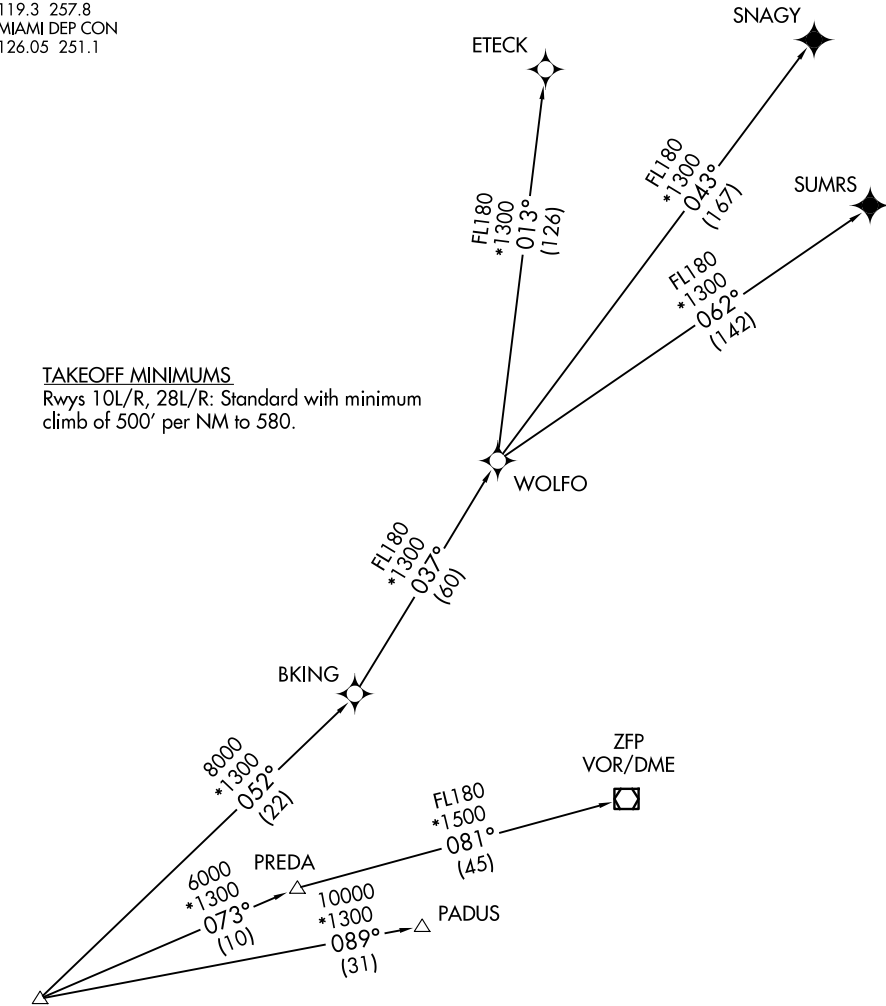 119.3 257.8
MIAMI DEP CON
126.05 251.1
SNAGY
ETECK
FL180
*1300
043°
(167)
SUMRS
FL180
*1300
013°
(126)
FL180
*1300
062°
(142)
TAKEOFF MINIMUMS
Rwys 10L/R, 28L/R: Standard with minimum
climb of 500' per NM to 580.
WOLFO
FL180
*1300
037°
(60)
BKING
ZFP
VOR/DME
8000
*1300
052°
(22)
FL180
*1500
081°
(45)
PREDA
6000
*1300
073°
(10)
10000
*1300
089°
(31)
PADUS